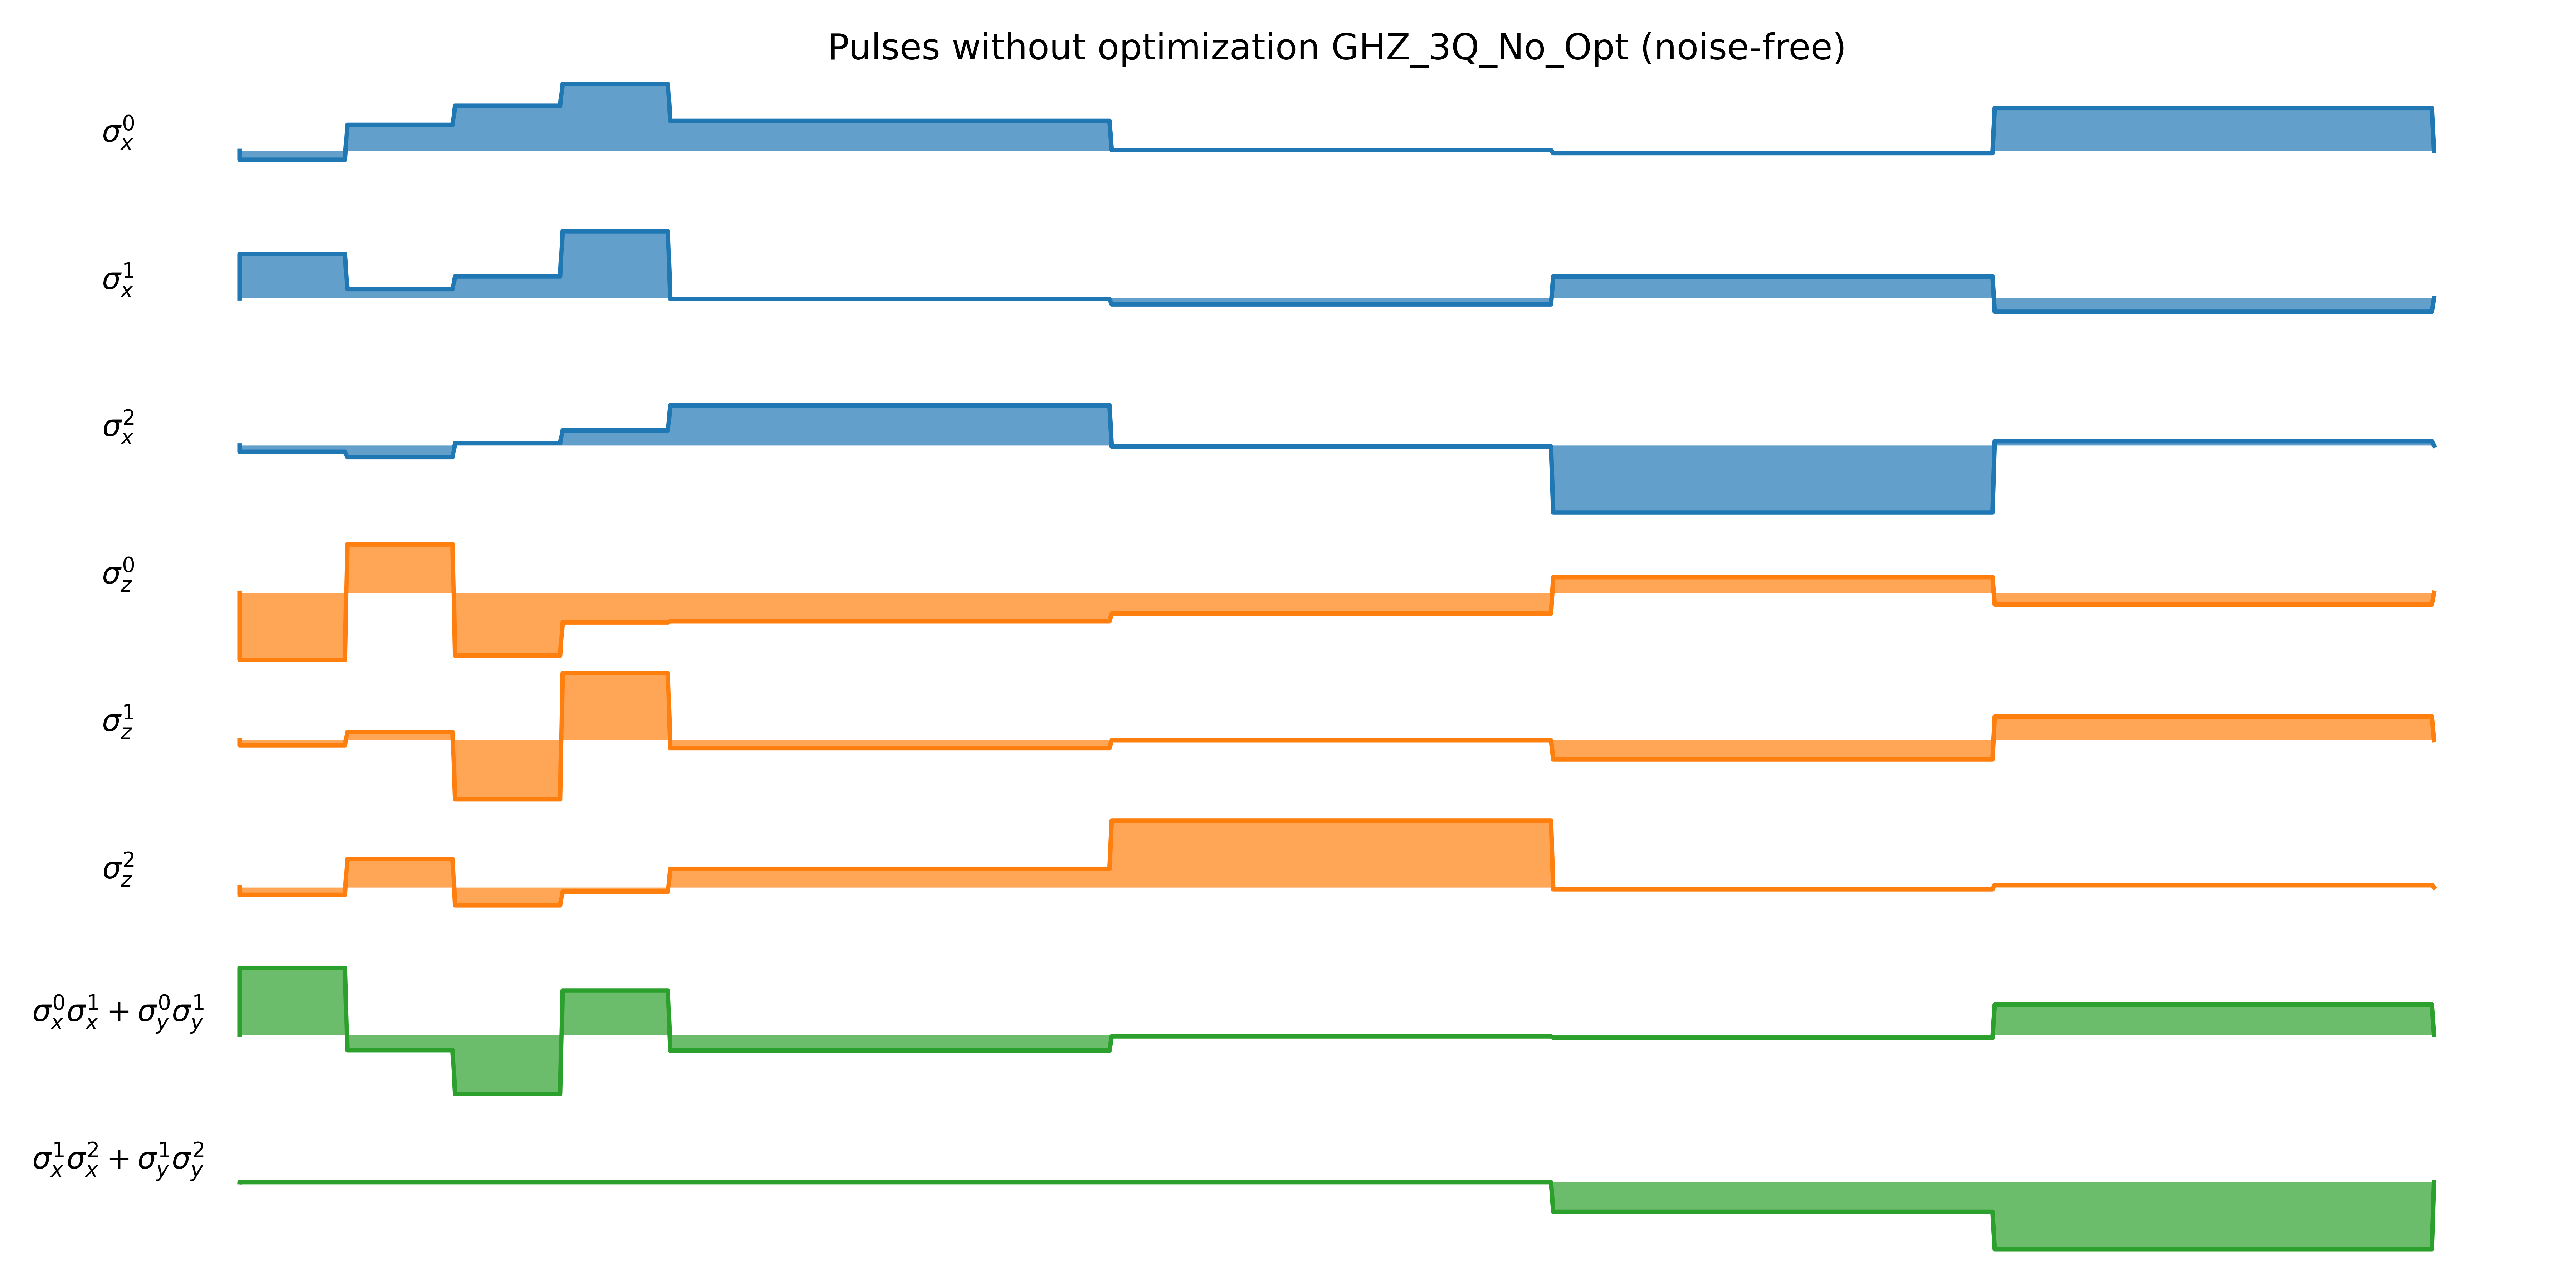 Pulses without optimization GHZ_3Q_No_Opt (noise-free)
σ_x^0
σ_x^1
σ_x^2
σ_z^0
σ_z^1
σ_z^2
σ_x^0σ_x^1 + σ_y^0σ_y^1
σ_x^1σ_x^2 + σ_y^1σ_y^2